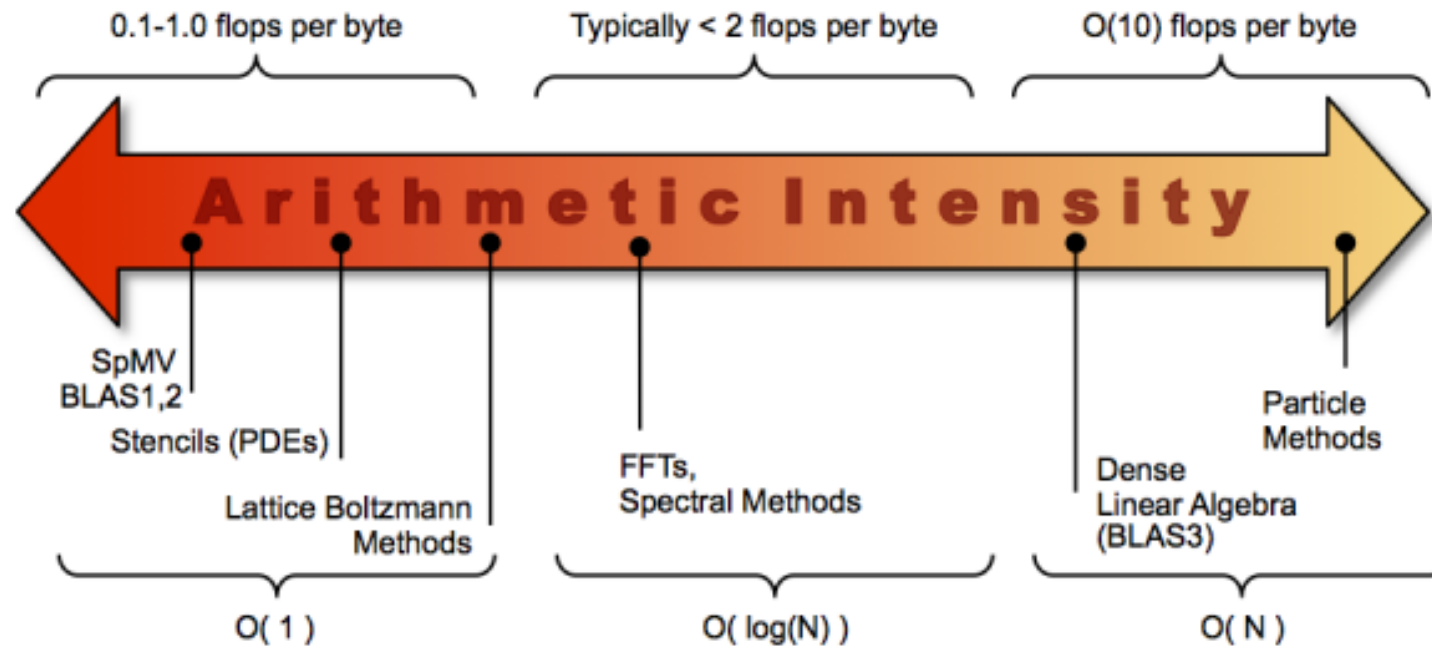 0.1-1.0 flops per byte
Typically < 2 flops per byte
O(10) flops per byte
Arithmetic Intensity
SpMV
BLAS1,2
Stencils (PDEs)
Lattice Boltzmann
Methods
FFTs,
Spectral Methods
Dense
Linear Algebra
(BLAS3)
Particle
Methods
O( 1 )
O( log(N) )
O( N )